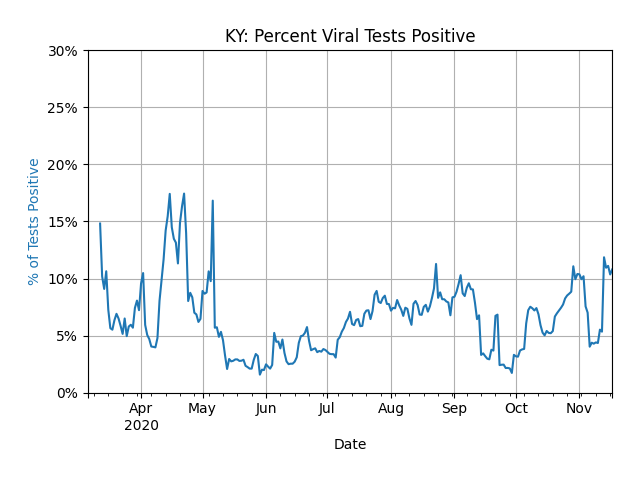 KY: Percent Viral Tests Positive
30%
25%
20%
15%
10%
5%
0%
% of Tests Positive
Apr May Jun Jul Aug Sep Oct Nov
2020
Date